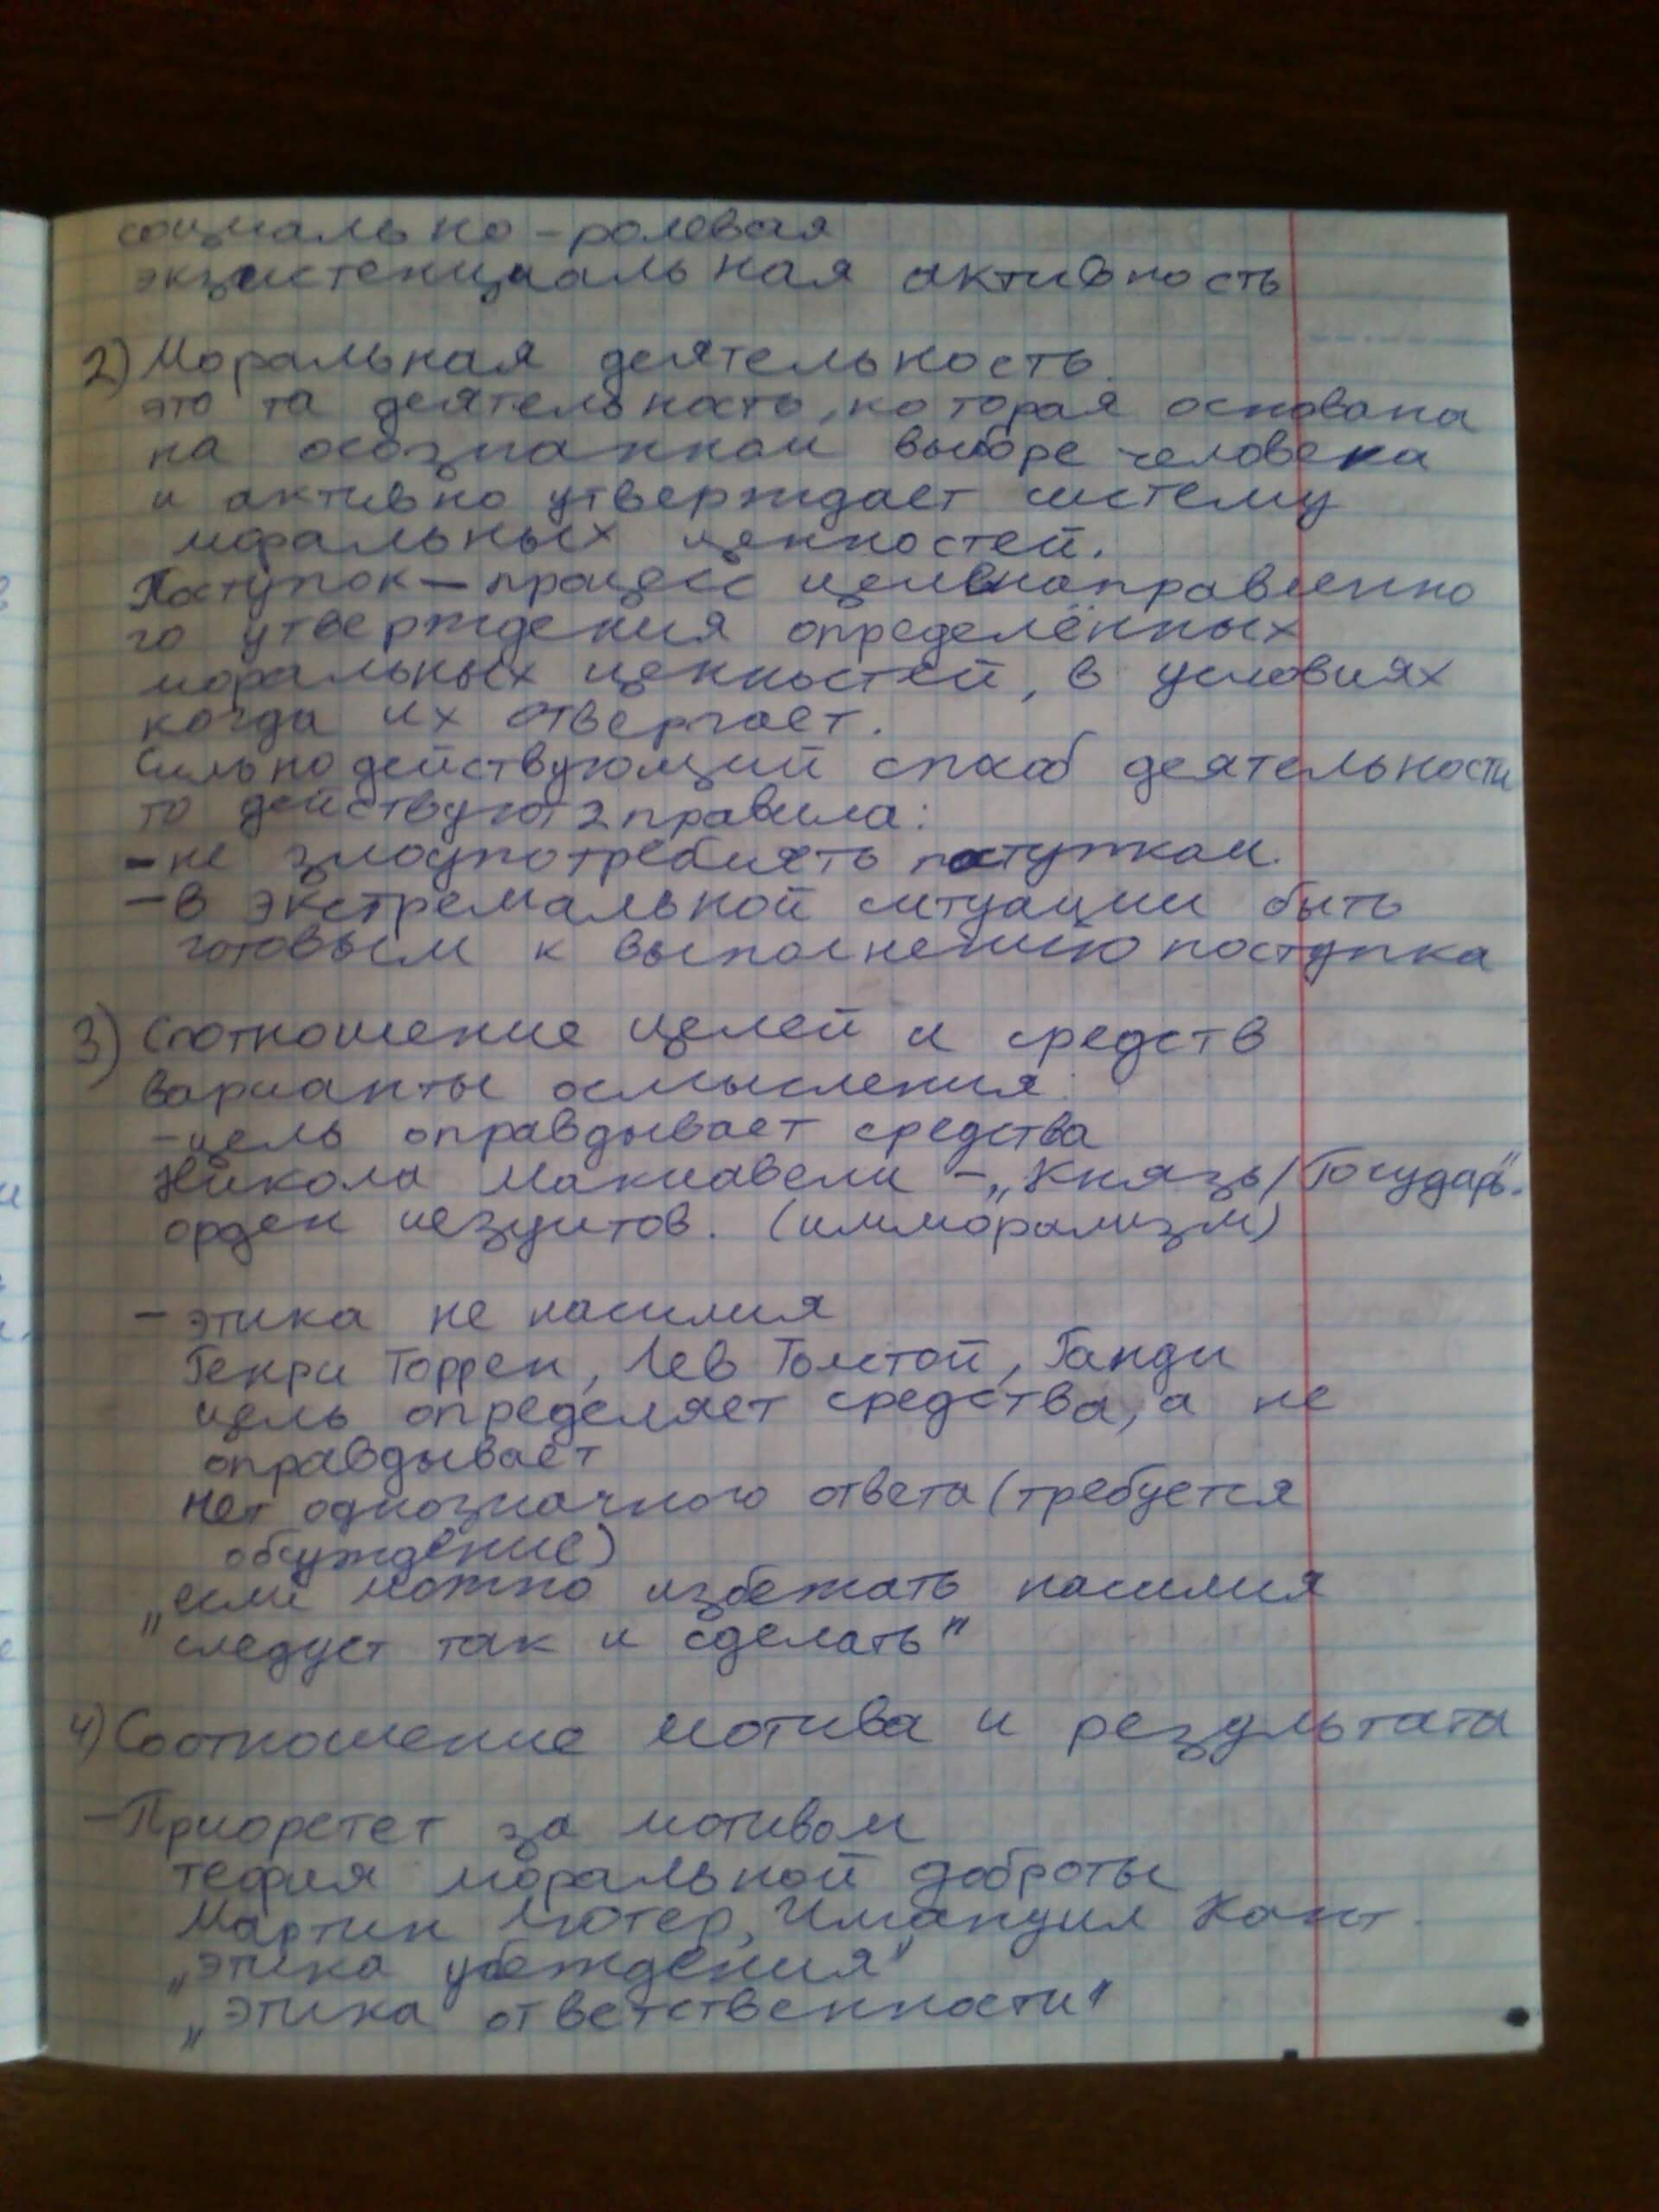 социально-ролевая
экзистенциальная активность
2) Моральная деятельность.
это та деятельность, которая основана
на осознанном выборе человека
и активно утверждает систему
моральных ценностей.
Поступок – процесс целенаправленно
го утверждения определённых
моральных ценностей, в условиях
когда их отвергает.
Сильнодействующий способ деятельности
то действуют 2 правила:
- не злоупотреблять поступкам.
- в экстремальной ситуации быть
готовым к выполнению поступка
3) Соотношение целей и средств
варианты осмысления:
- цель оправдывает средства
Никола Макиавели - „Князь/Государь".
орден иезуитов. (имморализм)
- этика не насилия
Генри Торрен, Лев Толстой, Ганди
цель определяет средства, а не
оправдывает
нет однозначного ответа (требуется
обсуждение)
„если можно избежать насилия
следует так и сделать"
4) Соотношение мотива и результата
- Приоретет за мотивом
теория моральной доброты
Мартин Лютер, Имануил Кант.
„этика убеждения"
„этика ответственности"